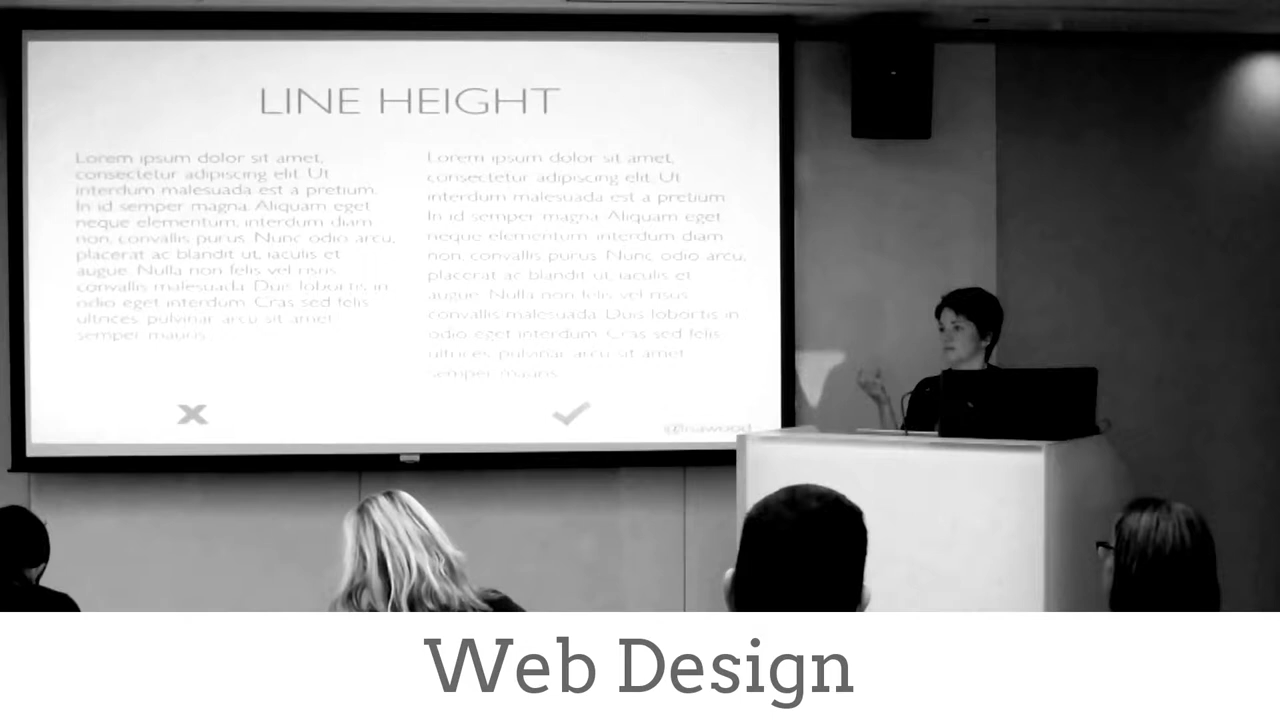 LINE HEIGHT
Lorem ipsum dolor sit amet,
consectetur adipiscing elit. Ut
interdum malesuada est a pretium.
In id semper magna. Aliquam eget
neque elementum, interdum diam
non, convallis purus. Nunc odio arcu,
placerat ac blandit ut, iaculis et
augue. Nulla non felis vel risus
convallis malesuada. Duis lobortis in
odio eget interdum. Cras sed felis
ultrices, pulvinar arcu sit amet
semper mauris.
Lorem ipsum dolor sit amet,
consectetur adipiscing elit. Ut
interdum malesuada est a pretium.
In id semper magna. Aliquam eget
neque elementum, interdum diam
non, convallis purus. Nunc odio arcu,
placerat ac blandit ut, iaculis et
augue. Nulla non felis vel risus
convallis malesuada. Duis lobortis in
odio eget interdum. Cras sed felis
ultrices, pulvinar arcu sit amet
semper mauris.
Web Design